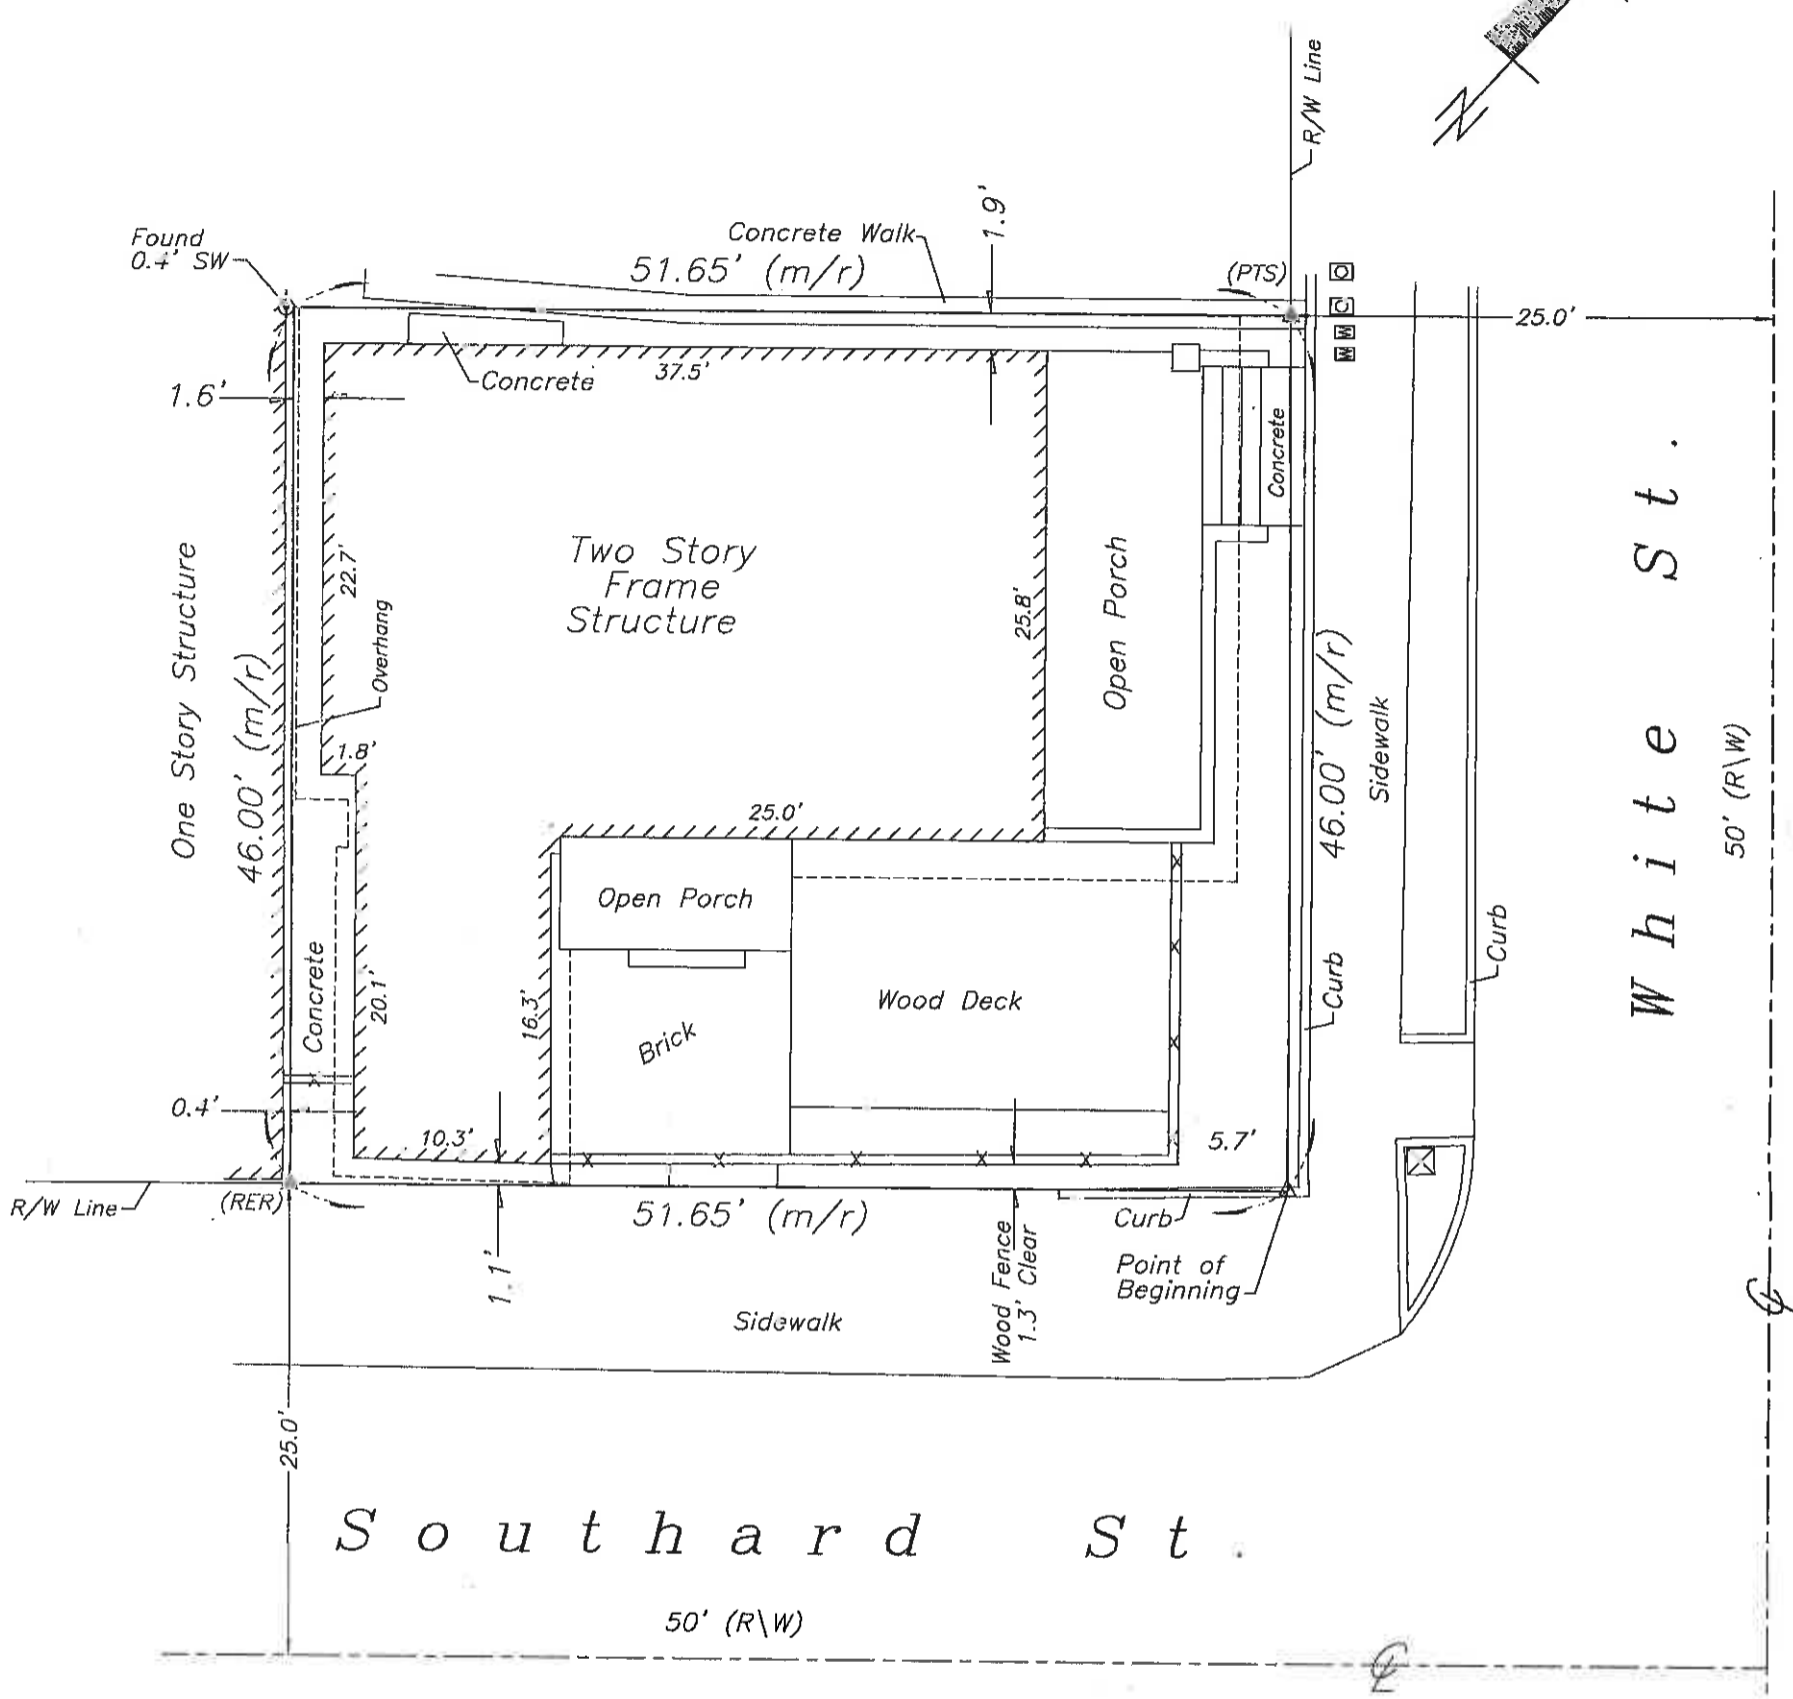 N
R/W Line
1.9'
Found
0.4' SW
Concrete Walk
51.65' (m/r)
(PTS)
O
C
W W
W
25.0'
Concrete
37.5'
1.6'
Concrete
Two Story
Frame
Structure
22.7'
Overhang
One Story Structure
46.00' (m/r)
25.8'
Open Porch
46.00' (m/r)
Sidewalk
White St.
50' (R\W)
1.8'
25.0'
Open Porch
Wood Deck
Brick
16.3'
20.1'
Concrete
Curb
Curb
0.4'
10.3'
5.7'
R/W Line
(RER)
51.65' (m/r)
Curb
1.1'
Wood Fence
1.3' Clear
Point of
Beginning
Sidewalk
25.0'
Southard St.
50' (R\W)